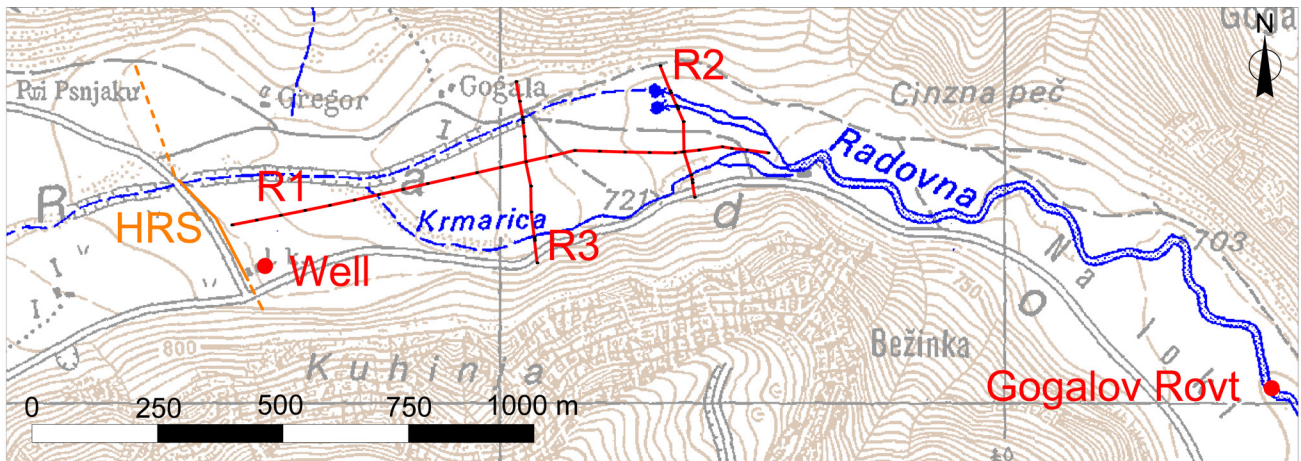 Goga
N
R2
Pri Psnjaku
Gregor
Gogala
Cinzna peč
I
Radovna
R1
R
a
721
d
Krmarica
HRS
R3
Well
I
I
Na
703
o
800
Kuhinja
Bežinka
Gogalov Rovt
0
250
500
750
1000 m